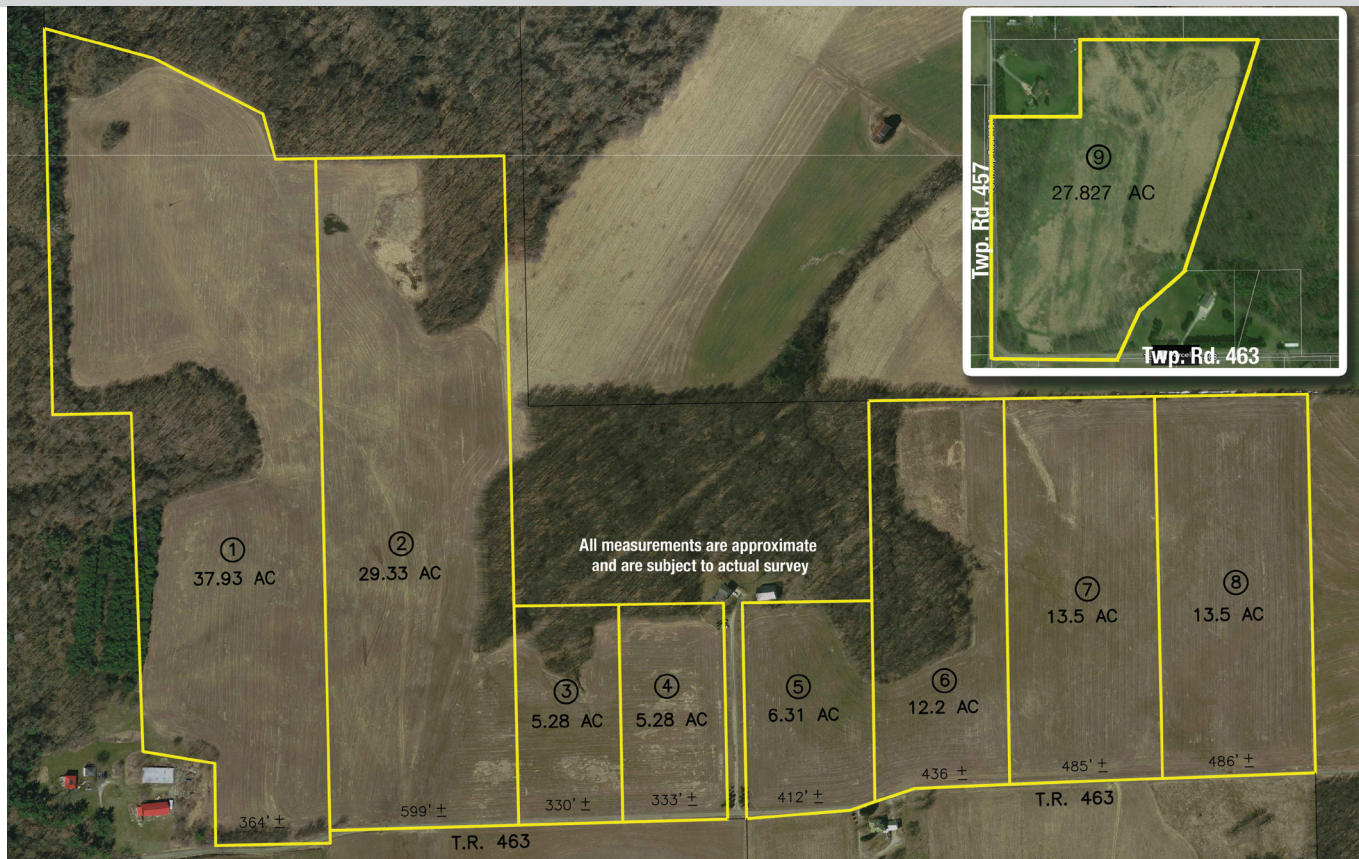 ①
37.93 AC
②
29.33 AC
③
5.28 AC
④
5.28 AC
All measurements are approximate
and are subject to actual survey
⑤
6.31 AC
⑥
12.2 AC
⑦
13.5 AC
⑧
13.5 AC
364' ±
599' ±
330' ±
333' ±
412' ±
436 ±
485' ±
486' ±
T.R. 463
T.R. 463
⑨
27.827 AC
Twp. Rd. 457
Twp. Rd. 463